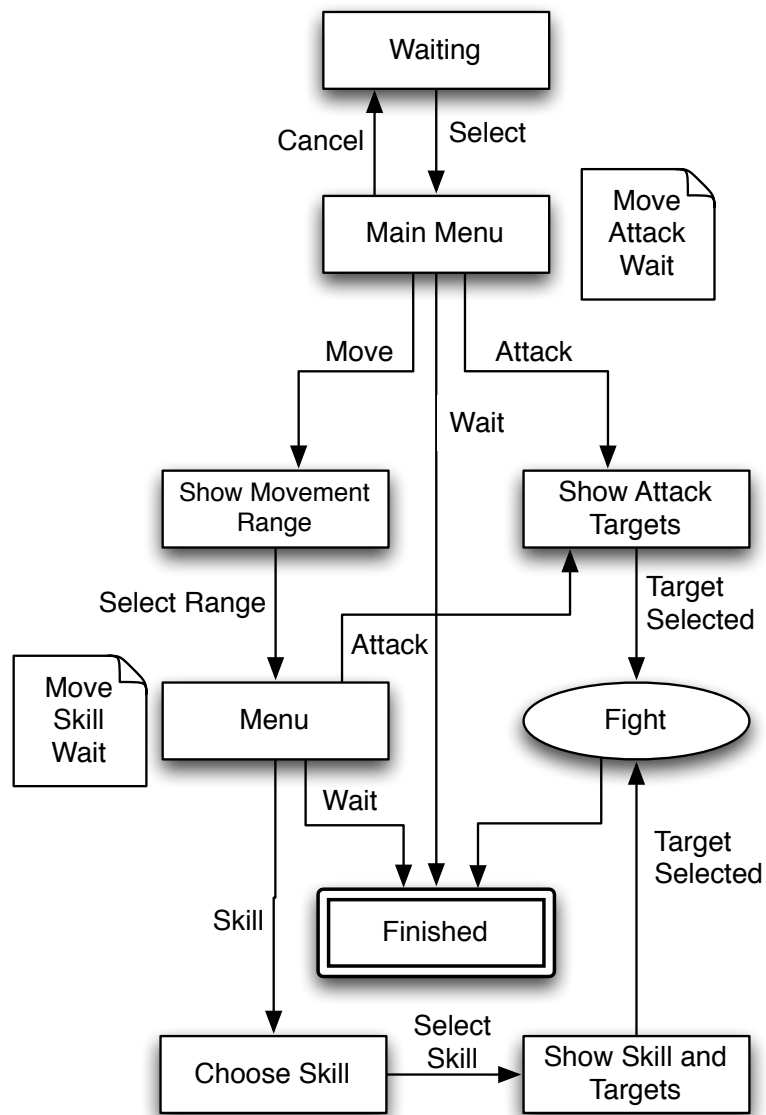 Waiting
Cancel
Select
Main Menu
Move
Attack
Wait
Move
Attack
Wait
Show Movement
Range
Show Attack
Targets
Select Range
Target
Selected
Attack
Move
Skill
Wait
Menu
Fight
Wait
Target
Selected
Skill
Finished
Select
Skill
Choose Skill
Show Skill and
Targets